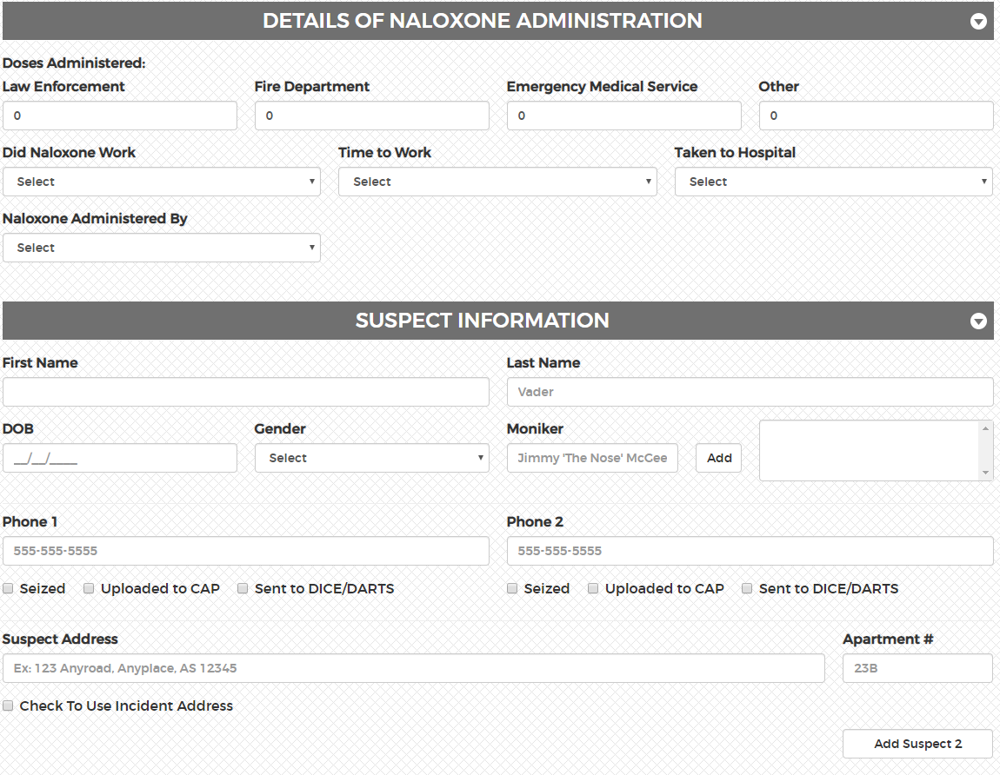 DETAILS OF NALOXONE ADMINISTRATION
Doses Administered:
Law Enforcement Fire Department Emergency Medical Service Other
0 0 0 0
Did Naloxone Work Time to Work Taken to Hospital
Select Select Select
Naloxone Administered By
Select
SUSPECT INFORMATION
First Name Last Name
Vader
DOB Gender Moniker
__/__/____ Select Jimmy 'The Nose' McGee Add
Phone 1 Phone 2
555-555-5555 555-555-5555
Seized Uploaded to CAP Sent to DICE/DARTS Seized Uploaded to CAP Sent to DICE/DARTS
Suspect Address Apartment #
Ex: 123 Anyroad, Anyplace, AS 12345 23B
Check To Use Incident Address
Add Suspect 2